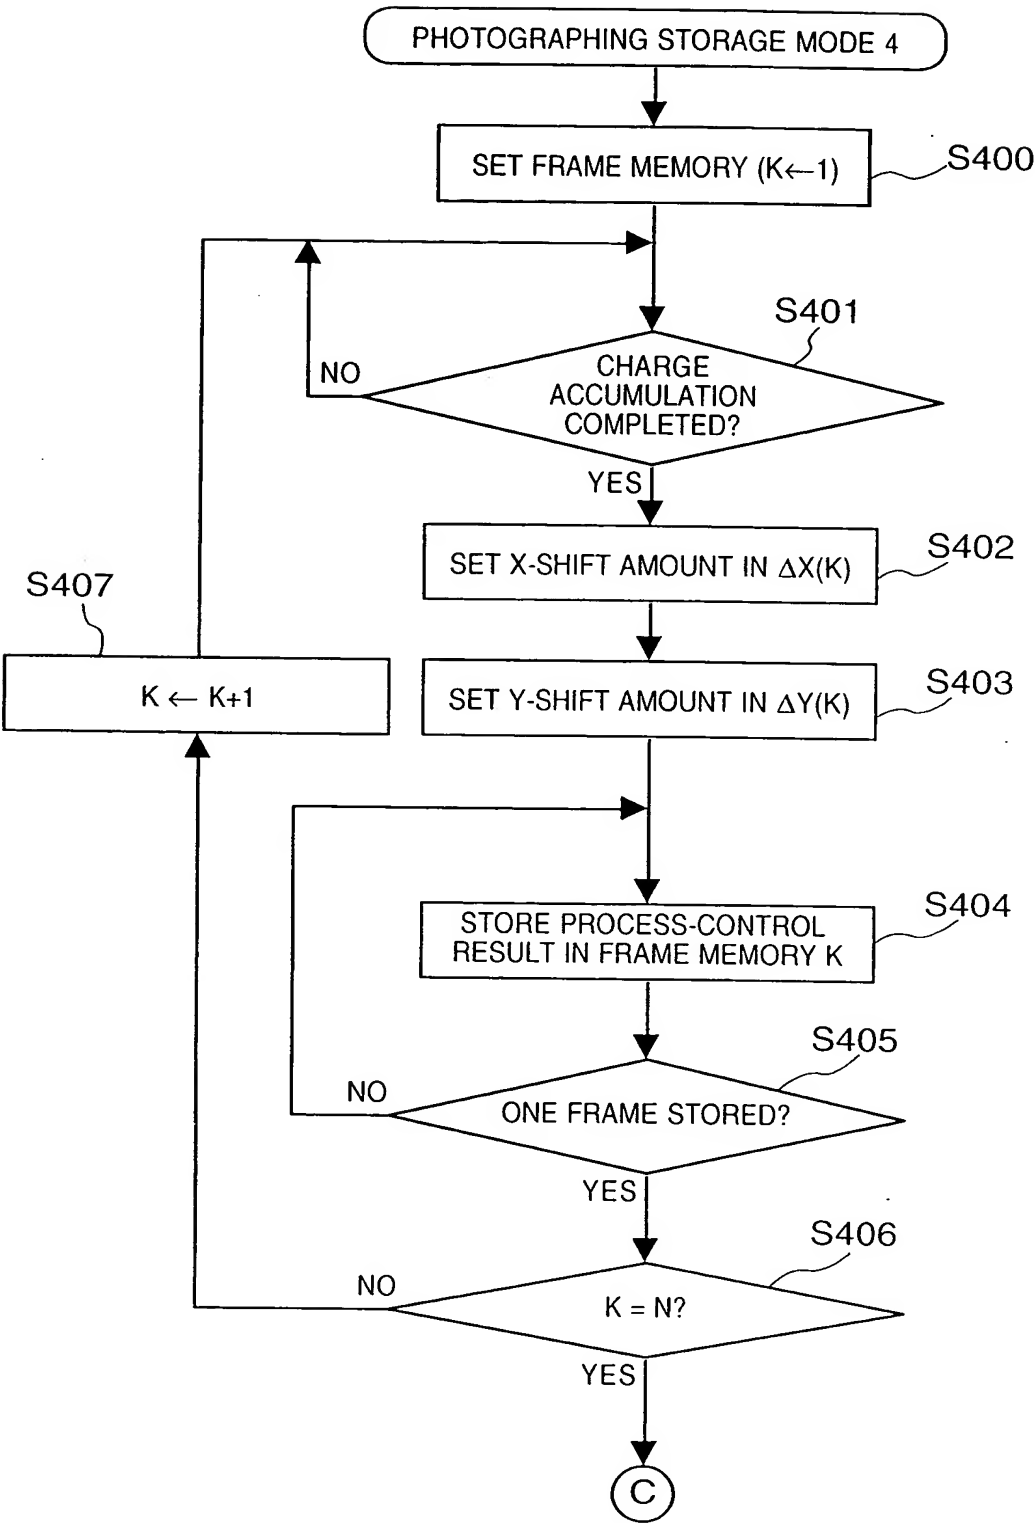 PHOTOGRAPHING STORAGE MODE 4
SET FRAME MEMORY (K←1)
S400
S401
CHARGE
ACCUMULATION
COMPLETED?
NO
YES
SET X-SHIFT AMOUNT IN ΔX(K)
S402
S407
K ← K+1
SET Y-SHIFT AMOUNT IN ΔY(K)
S403
STORE PROCESS-CONTROL
RESULT IN FRAME MEMORY K
S404
S405
ONE FRAME STORED?
NO
YES
S406
K = N?
NO
YES
C